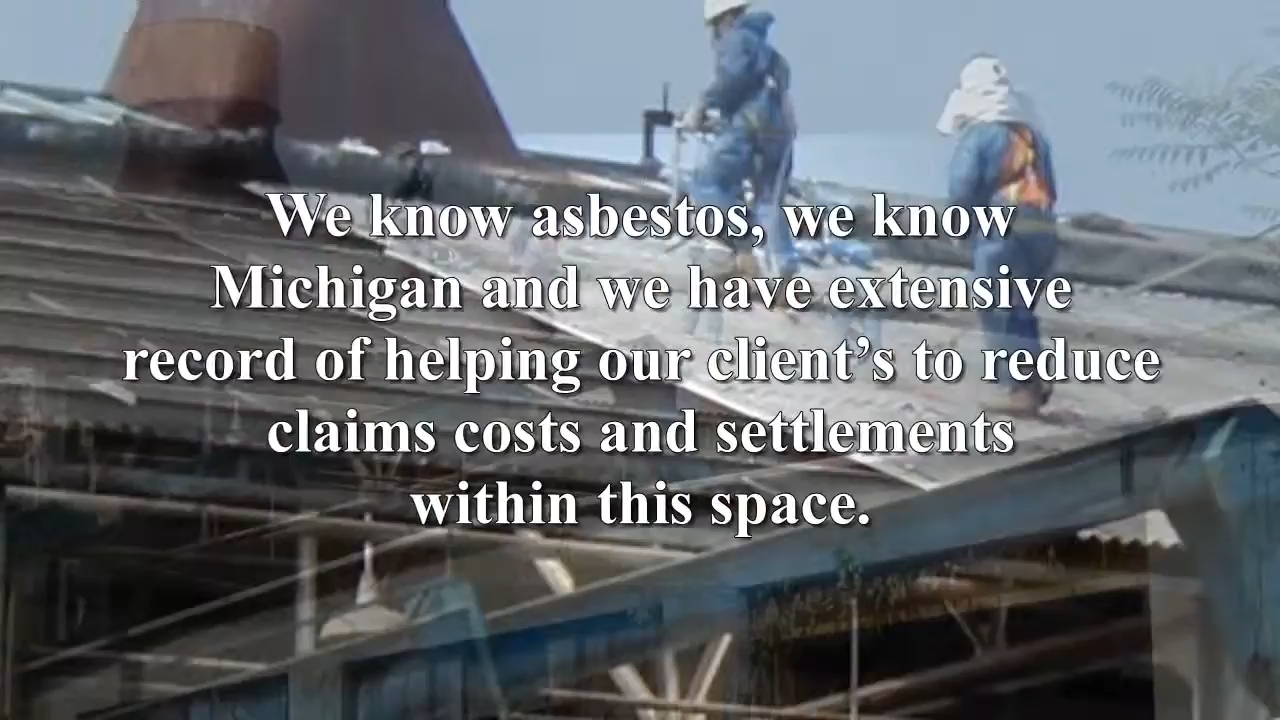 We know asbestos, we know
Michigan and we have extensive
record of helping our client’s to reduce
claims costs and settlements
within this space.